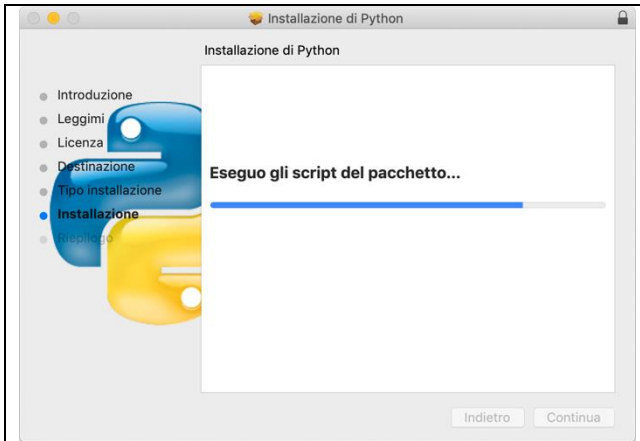 Installazione di Python
Installazione di Python
Introduzione
Leggimi
Licenza
Destinazione
Tipo installazione
Installazione
Riepilogo
Eseguo gli script del pacchetto...
Indietro
Continua